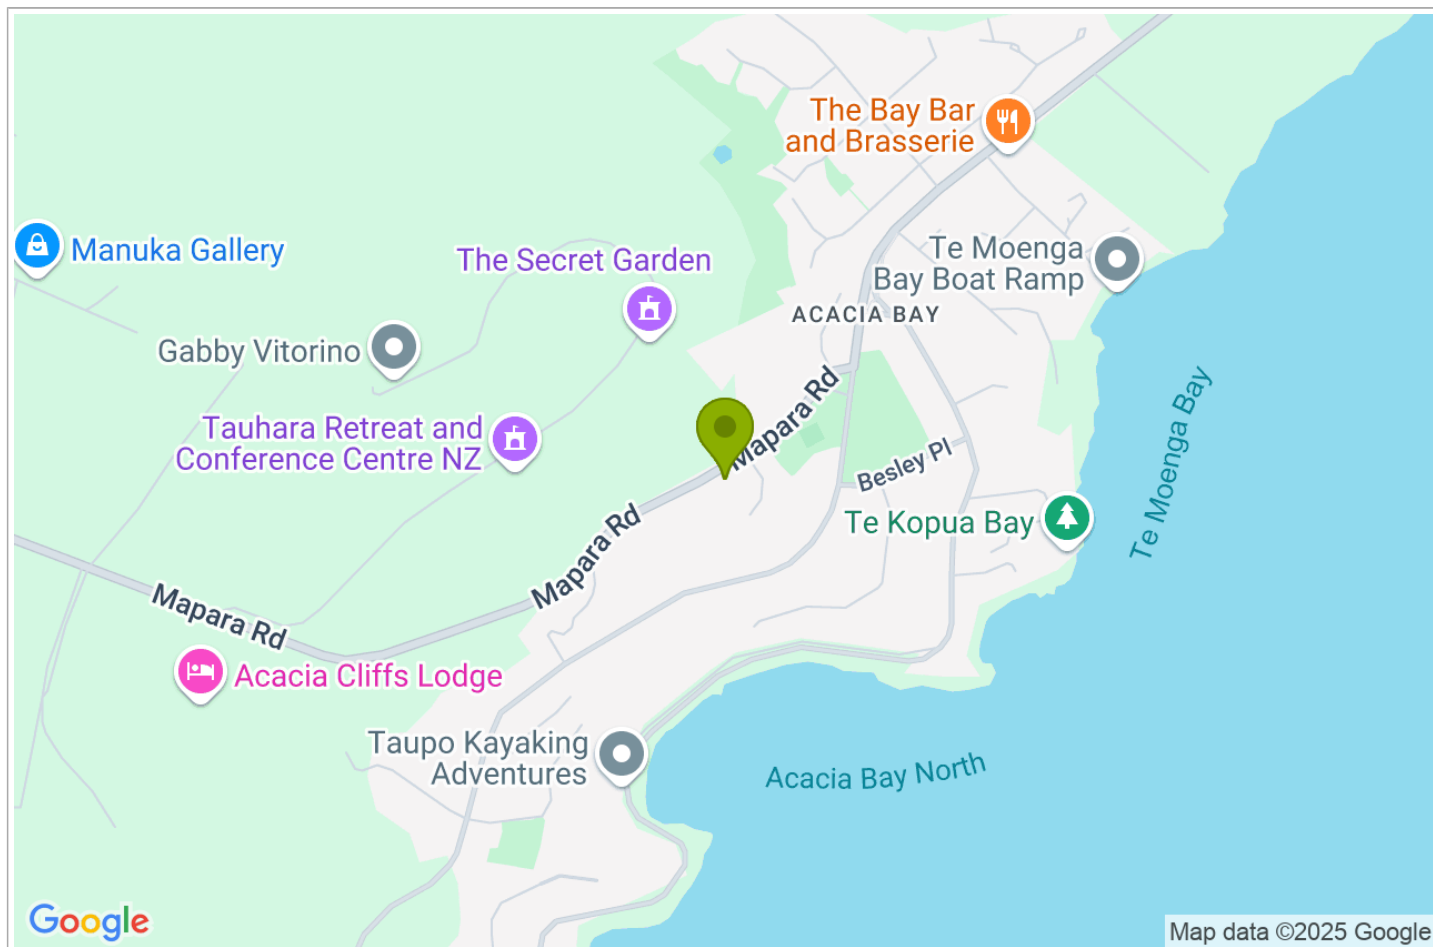 The Bay Bar
and Brasserie
Manuka Gallery
The Secret Garden
Te Moenga
Bay Boat Ramp
ACACIA BAY
Gabby Vitorino
Mapara Rd
Te Moenga Bay
Tauhara Retreat and
Conference Centre NZ
Besley Pl
Te Kopua Bay
Mapara Rd
Mapara Rd
Acacia Cliffs Lodge
Taupo Kayaking
Adventures
Acacia Bay North
Google
Map data ©2025 Google